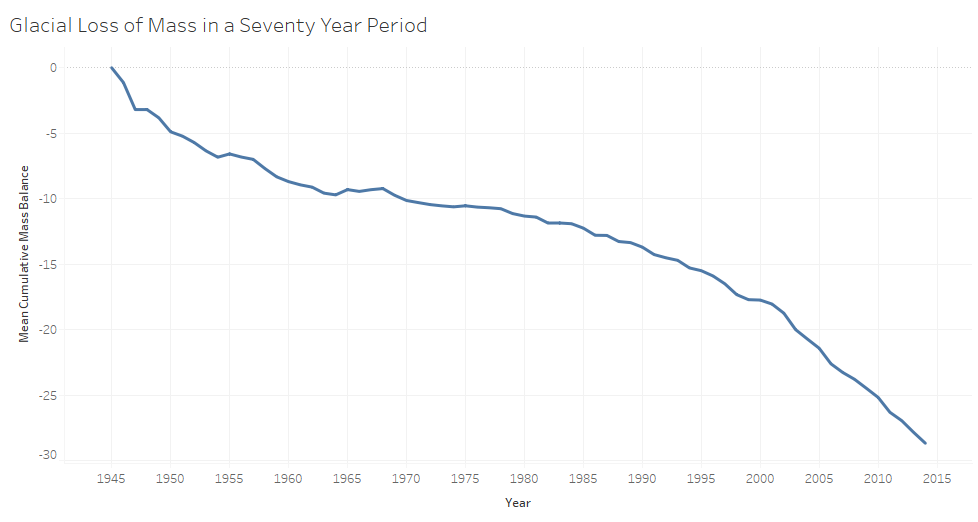 Glacial Loss of Mass in a Seventy Year Period
0
-5
-10
-15
-20
-25
-30
Mean Cumulative Mass Balance
1945 1950 1955 1960 1965 1970 1975 1980 1985 1990 1995 2000 2005 2010 2015
Year